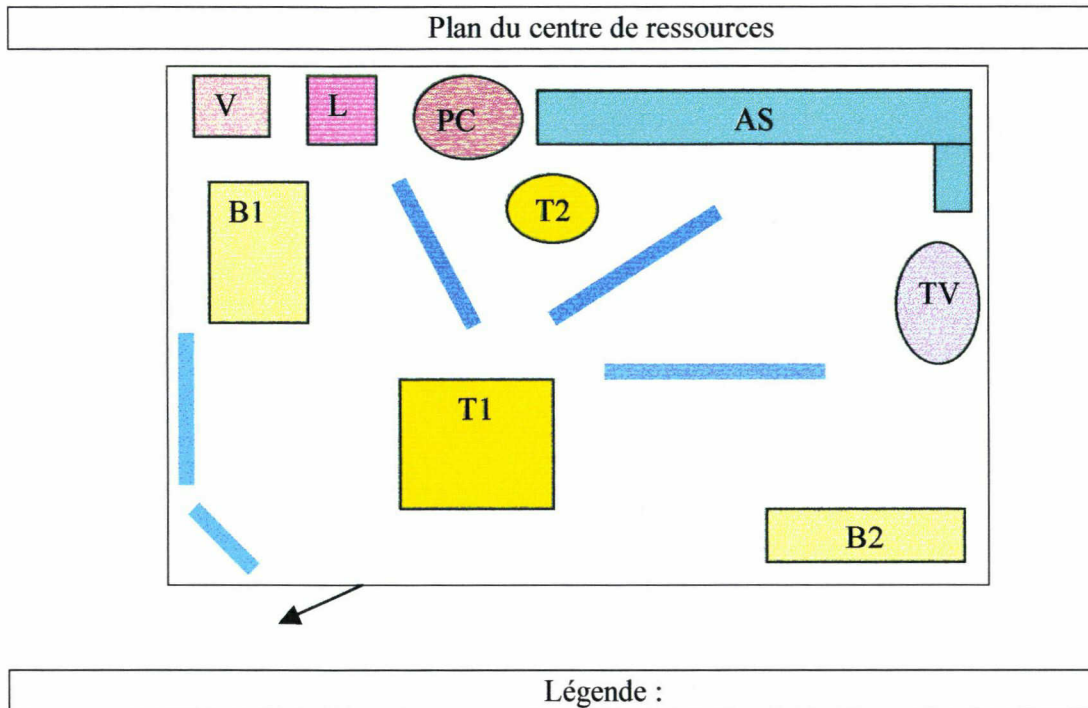 Plan du centre de ressources
V L PC AS
B1 T2
TV
T1
B2
Légende :